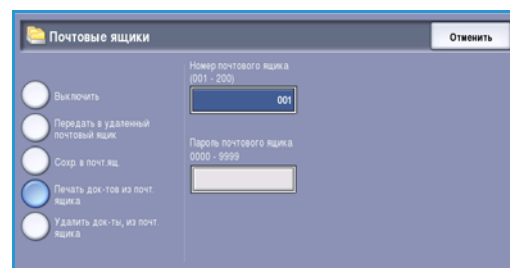 Почтовые ящики
Отменить
Выключить
Передать в удаленный
почтовый ящик
Сохр. в почт.ящ.
Печать док-тов из почт.
ящика
Удалить док-ты, из почт.
ящика
Номер почтового ящика
(001 - 200)
001
Пароль почтового ящика
0000 - 9999